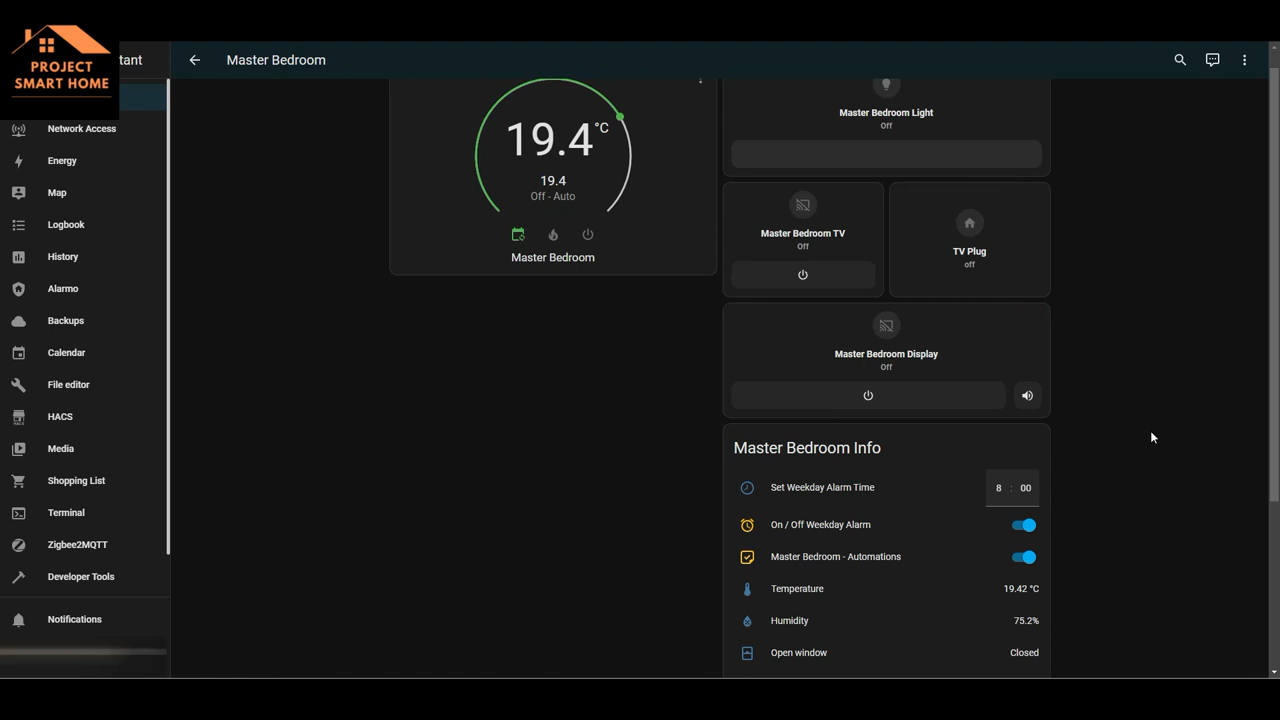 PROJECT
SMART HOME
tant
Master Bedroom
Network Access
Energy
Map
Logbook
History
Alarmo
Backups
Calendar
File editor
HACS
HACS
Media
Shopping List
Terminal
Zigbee2MQTT
Developer Tools
Notifications
19.4 °C
19.4
Off - Auto
Master Bedroom
Master Bedroom Light
Off
Master Bedroom TV
Off
TV Plug
off
Master Bedroom Display
Off
Master Bedroom Info
Set Weekday Alarm Time 8 : 00
On / Off Weekday Alarm
Master Bedroom - Automations
Temperature 19.42 °C
Humidity 75.2%
Open window Closed